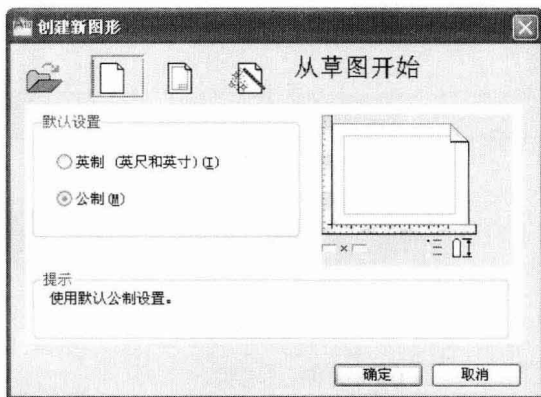 创建新图形
从草图开始
默认设置
英制 (英尺和英寸)(I)
公制(M)
提示
使用默认公制设置。
确定
取消